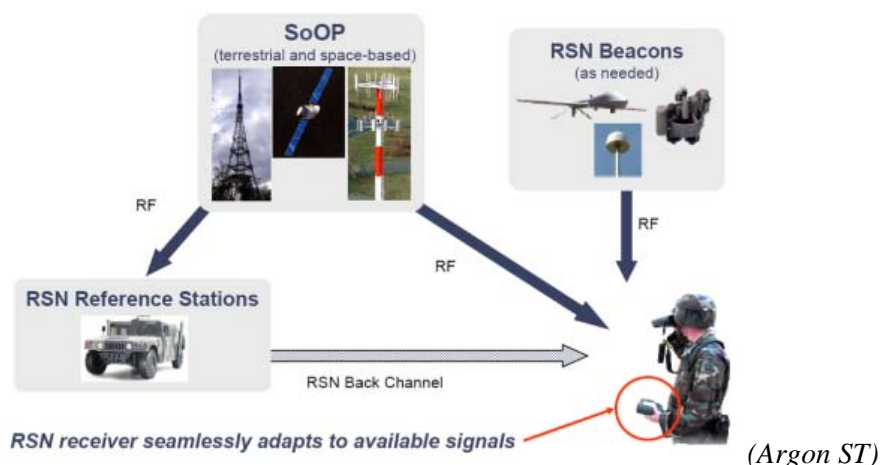 SoOP
(terrestrial and space-based)
RSN Beacons
(as needed)
RF
RF
RF
RSN Reference Stations
RSN Back Channel
RSN receiver seamlessly adapts to available signals
(Argon ST)